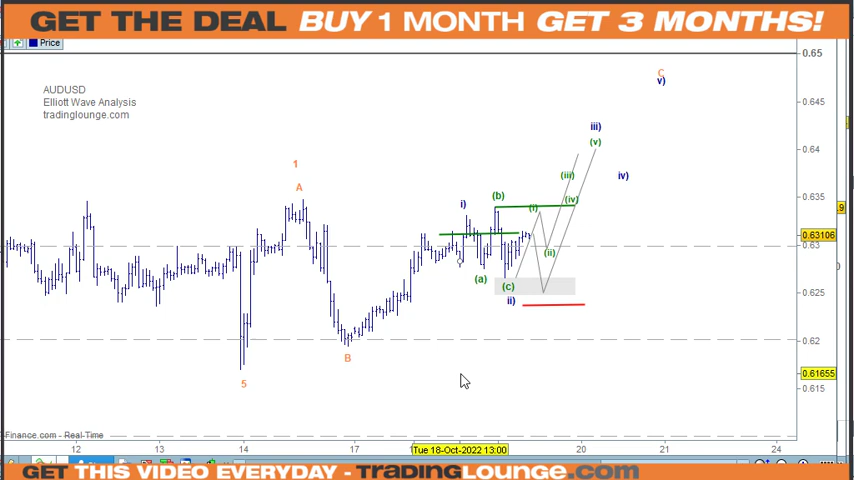 GET THE DEAL BUY 1 MONTH GET 3 MONTHS!
Price
0.65
AUDUSD
Elliott Wave Analysis
tradinglounge.com
C
v)
0.645
iii)
(v)
0.64
1
A
(iii)
iv)
i)
(b)
(i)
(iv)
0.635
0.63106
0.63
(ii)
(a)
(c)
ii)
0.625
0.62
B
5
0.61655
0.615
Finance.com - Real-Time
12
13
14
17
Tue 18-Oct-2022 13:00
20
21
24
GET THIS VIDEO EVERYDAY - TRADINGLOUNGE.com